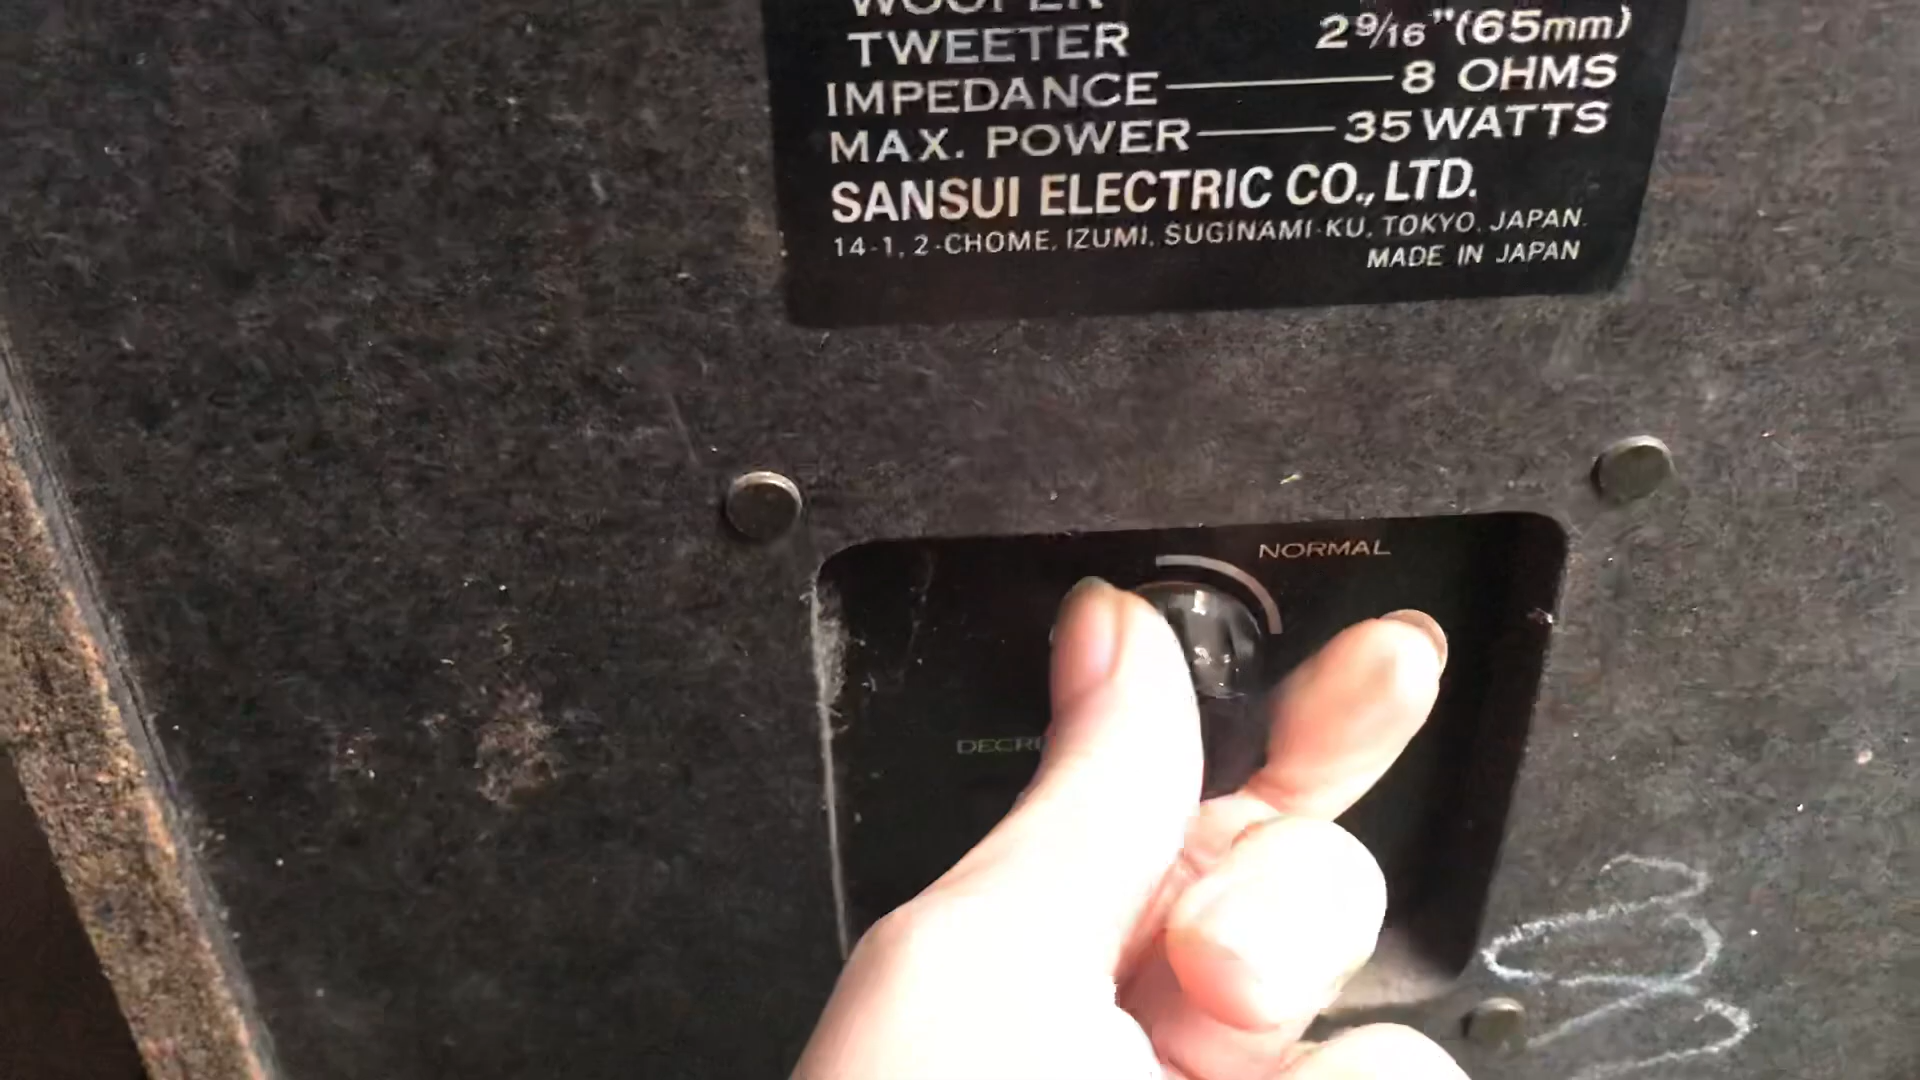 WOOFER
TWEETER 2 9/16"(65mm)
IMPEDANCE 8 OHMS
MAX. POWER 35 WATTS
SANSUI ELECTRIC CO., LTD.
14-1, 2-CHOME, IZUMI, SUGINAMI-KU, TOKYO, JAPAN.
MADE IN JAPAN
NORMAL